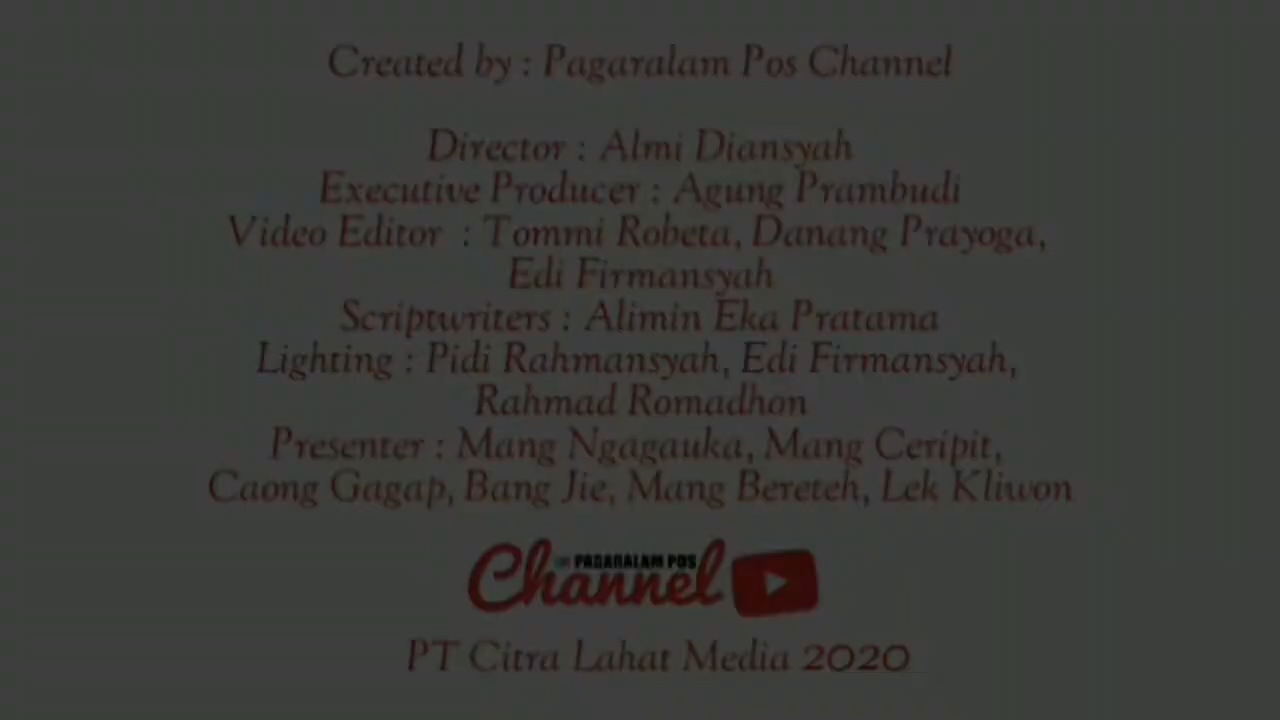 Created by : Pagaralam Pos Channel
Director : Almi Diansyah
Executive Producer : Agung Prambudi
Video Editor : Tommi Robeta, Danang Prayoga,
Edi Firmansyah
Scriptwriters : Alimin Eka Pratama
Lighting : Pidi Rahmansyah, Edi Firmansyah,
Rahmad Romadhon
Presenter : Mang Ngagauka, Mang Ceripit,
Caong Gagap, Bang Jie, Mang Bereteh, Lek Kliwon
PAGARALAM POS
Channel
PT Citra Lahat Media 2020